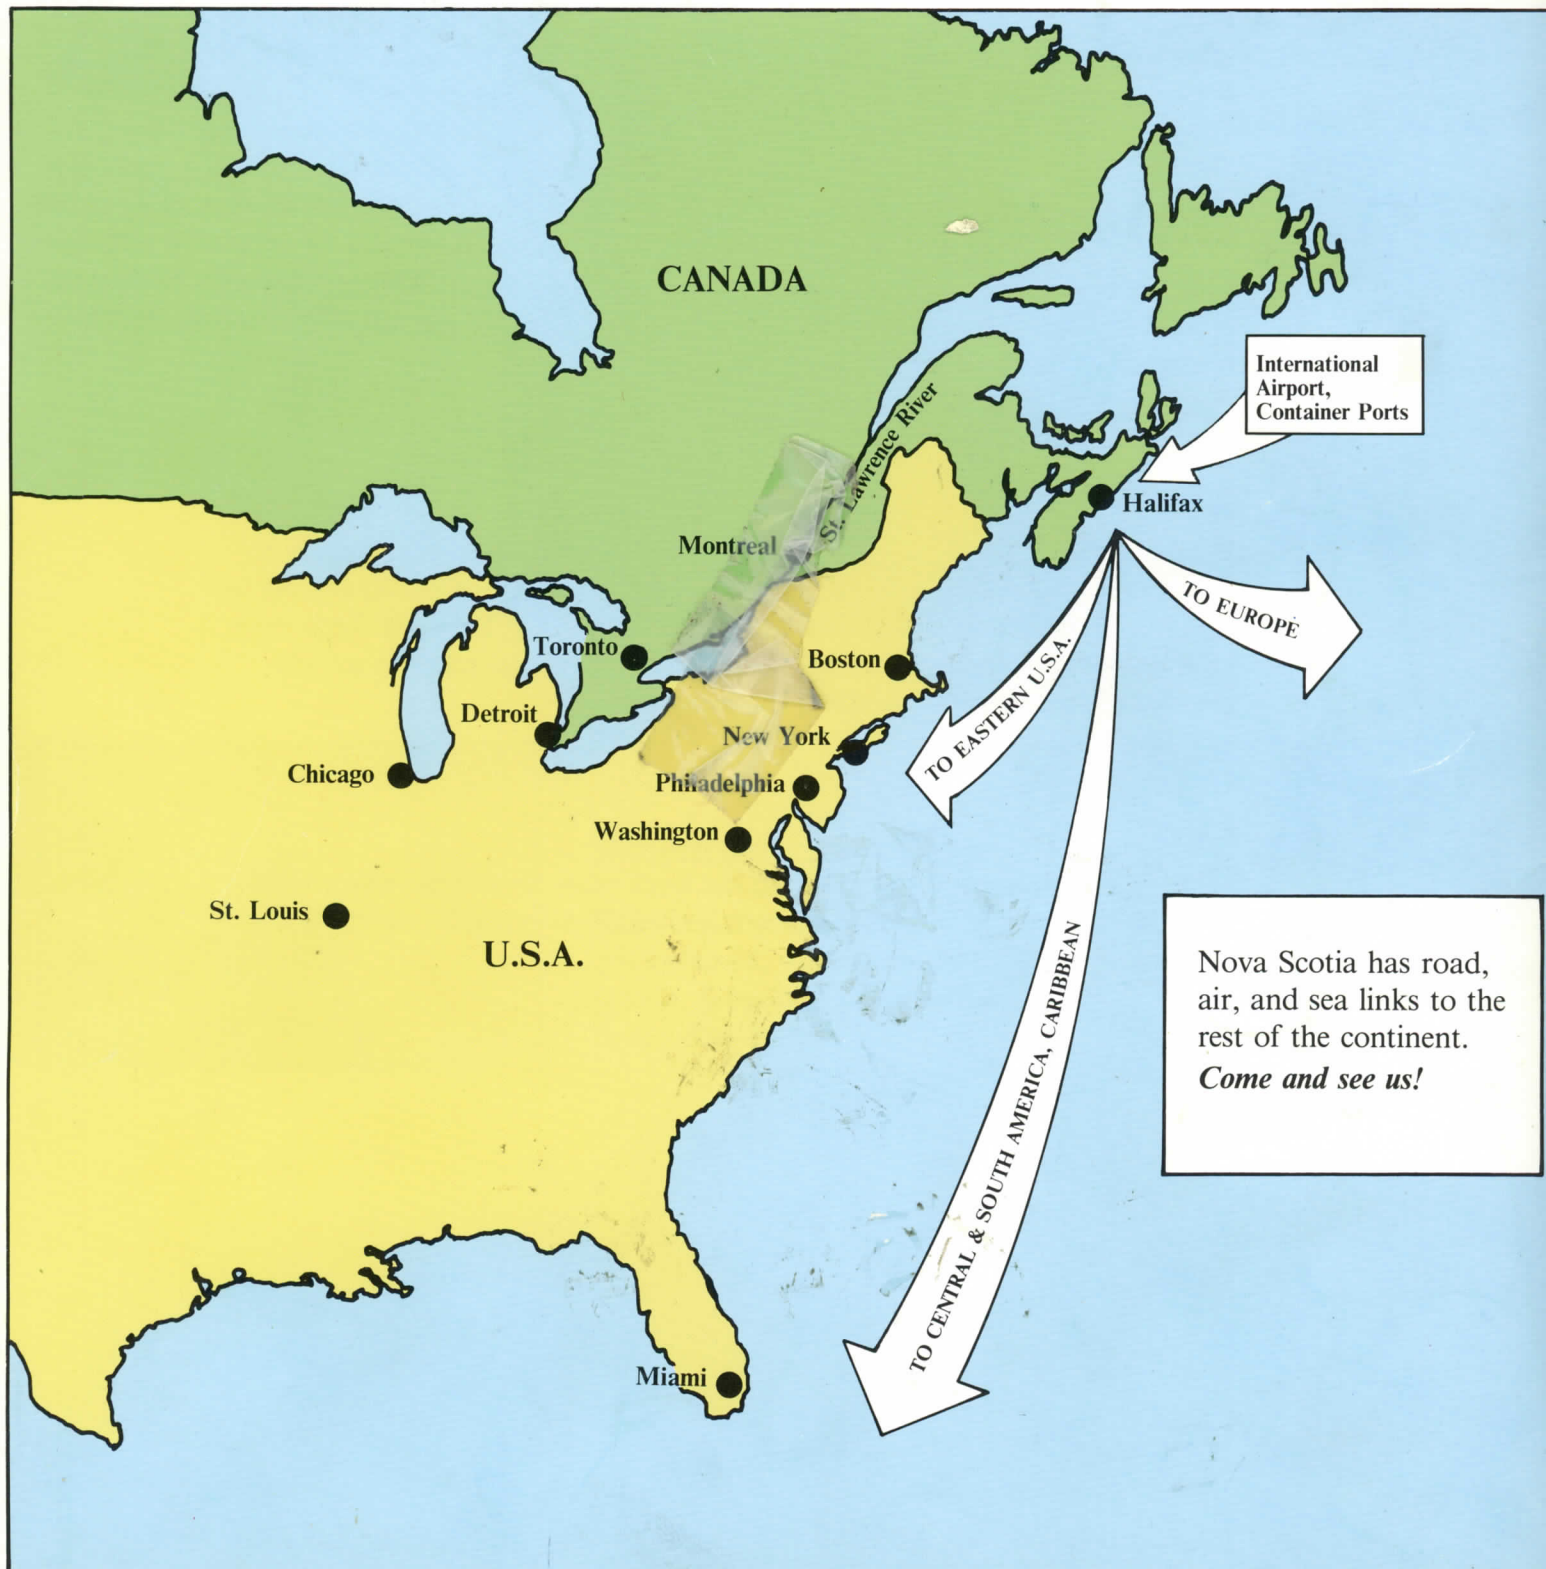 CANADA
International
Airport,
Container Ports
St. Lawrence River
Halifax
Montreal
TO EUROPE
Toronto
Boston
TO EASTERN U.S.A.
Detroit
New York
Chicago
Philadelphia
Washington
St. Louis
U.S.A.
TO CENTRAL & SOUTH AMERICA, CARIBBEAN
Nova Scotia has road,
air, and sea links to the
rest of the continent.
Come and see us!
Miami